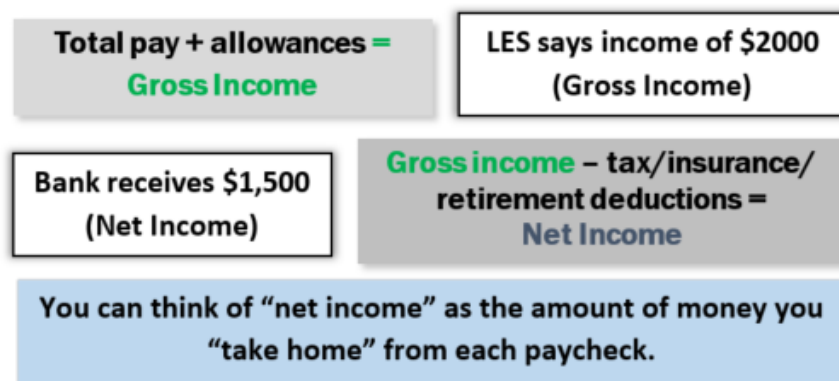 Total pay + allowances =
Gross Income
LES says income of $2000
(Gross Income)
Bank receives $1,500
(Net Income)
Gross income – tax/insurance/
retirement deductions =
Net Income
You can think of “net income” as the amount of money you
“take home” from each paycheck.